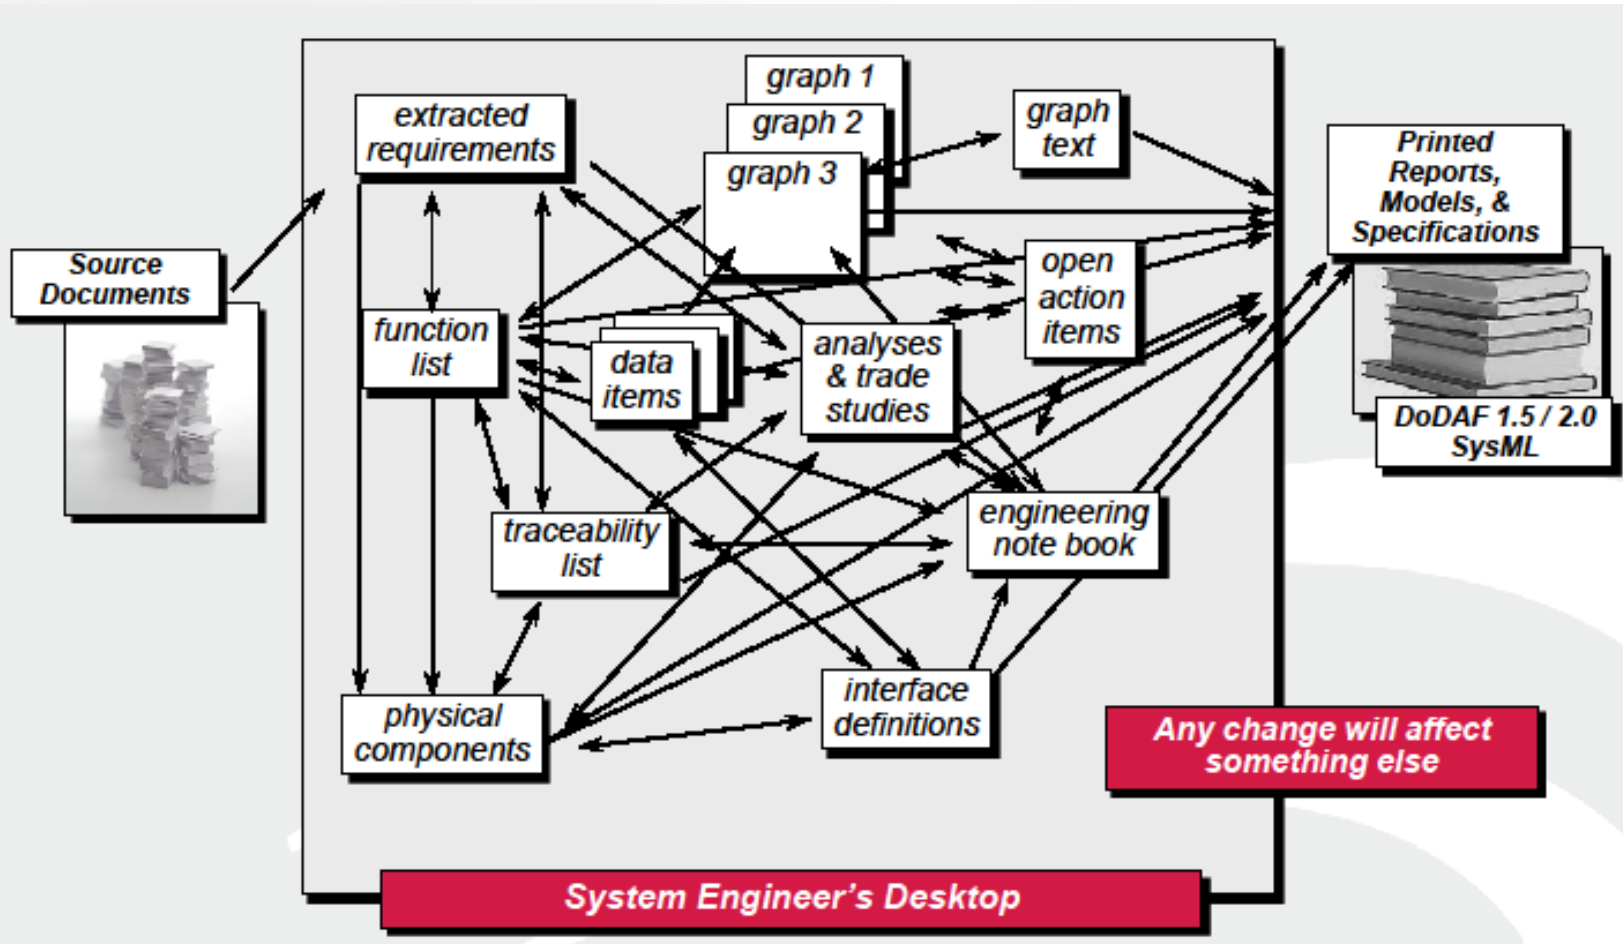 graph 1
graph 2
graph 3
extracted
requirements
graph
text
Printed
Reports,
Models, &
Specifications
Source
Documents
open
action
items
function
list
data
items
analyses
& trade
studies
DoDAF 1.5 / 2.0
SysML
traceability
list
engineering
note book
interface
definitions
physical
components
Any change will affect
something else
System Engineer's Desktop